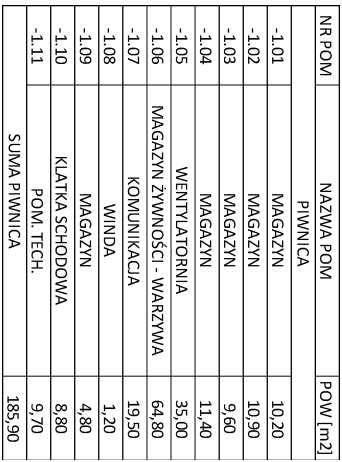 NR POM NAZWA POM POW [m2]
PIWNICA
-1.01 MAGAZYN 10,20
-1.02 MAGAZYN 10,90
-1.03 MAGAZYN 9,60
-1.04 MAGAZYN 11,40
-1.05 WENTYLATORNIA 35,00
-1.06 MAGAZYN ŻYWNOŚCI - WARZYWA 64,80
-1.07 KOMUNIKACJA 19,50
-1.08 WINDA 1,20
-1.09 MAGAZYN 4,80
-1.10 KLATKA SCHODOWA 8,80
-1.11 POM. TECH. 9,70
SUMA PIWNICA 185,90